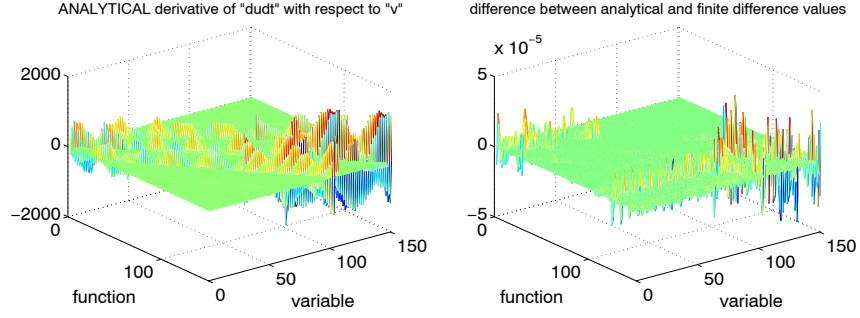 ANALYTICAL derivative of "dudt" with respect to "v"
2000
0
−2000
0
100
function
0
50
100
150
variable
difference between analytical and finite difference values
x 10⁻⁵
5
0
−5
0
100
function
0
50
100
150
variable